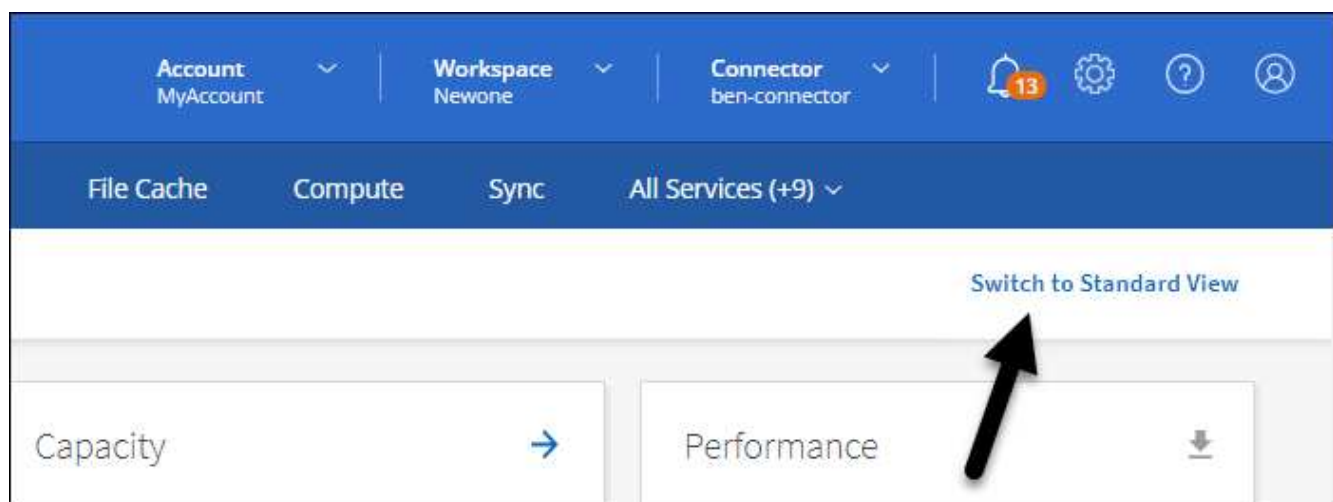 Account Workspace Connector
MyAccount Newone ben-connector
13
?
File Cache Compute Sync All Services (+9)
Switch to Standard View
Capacity Performance